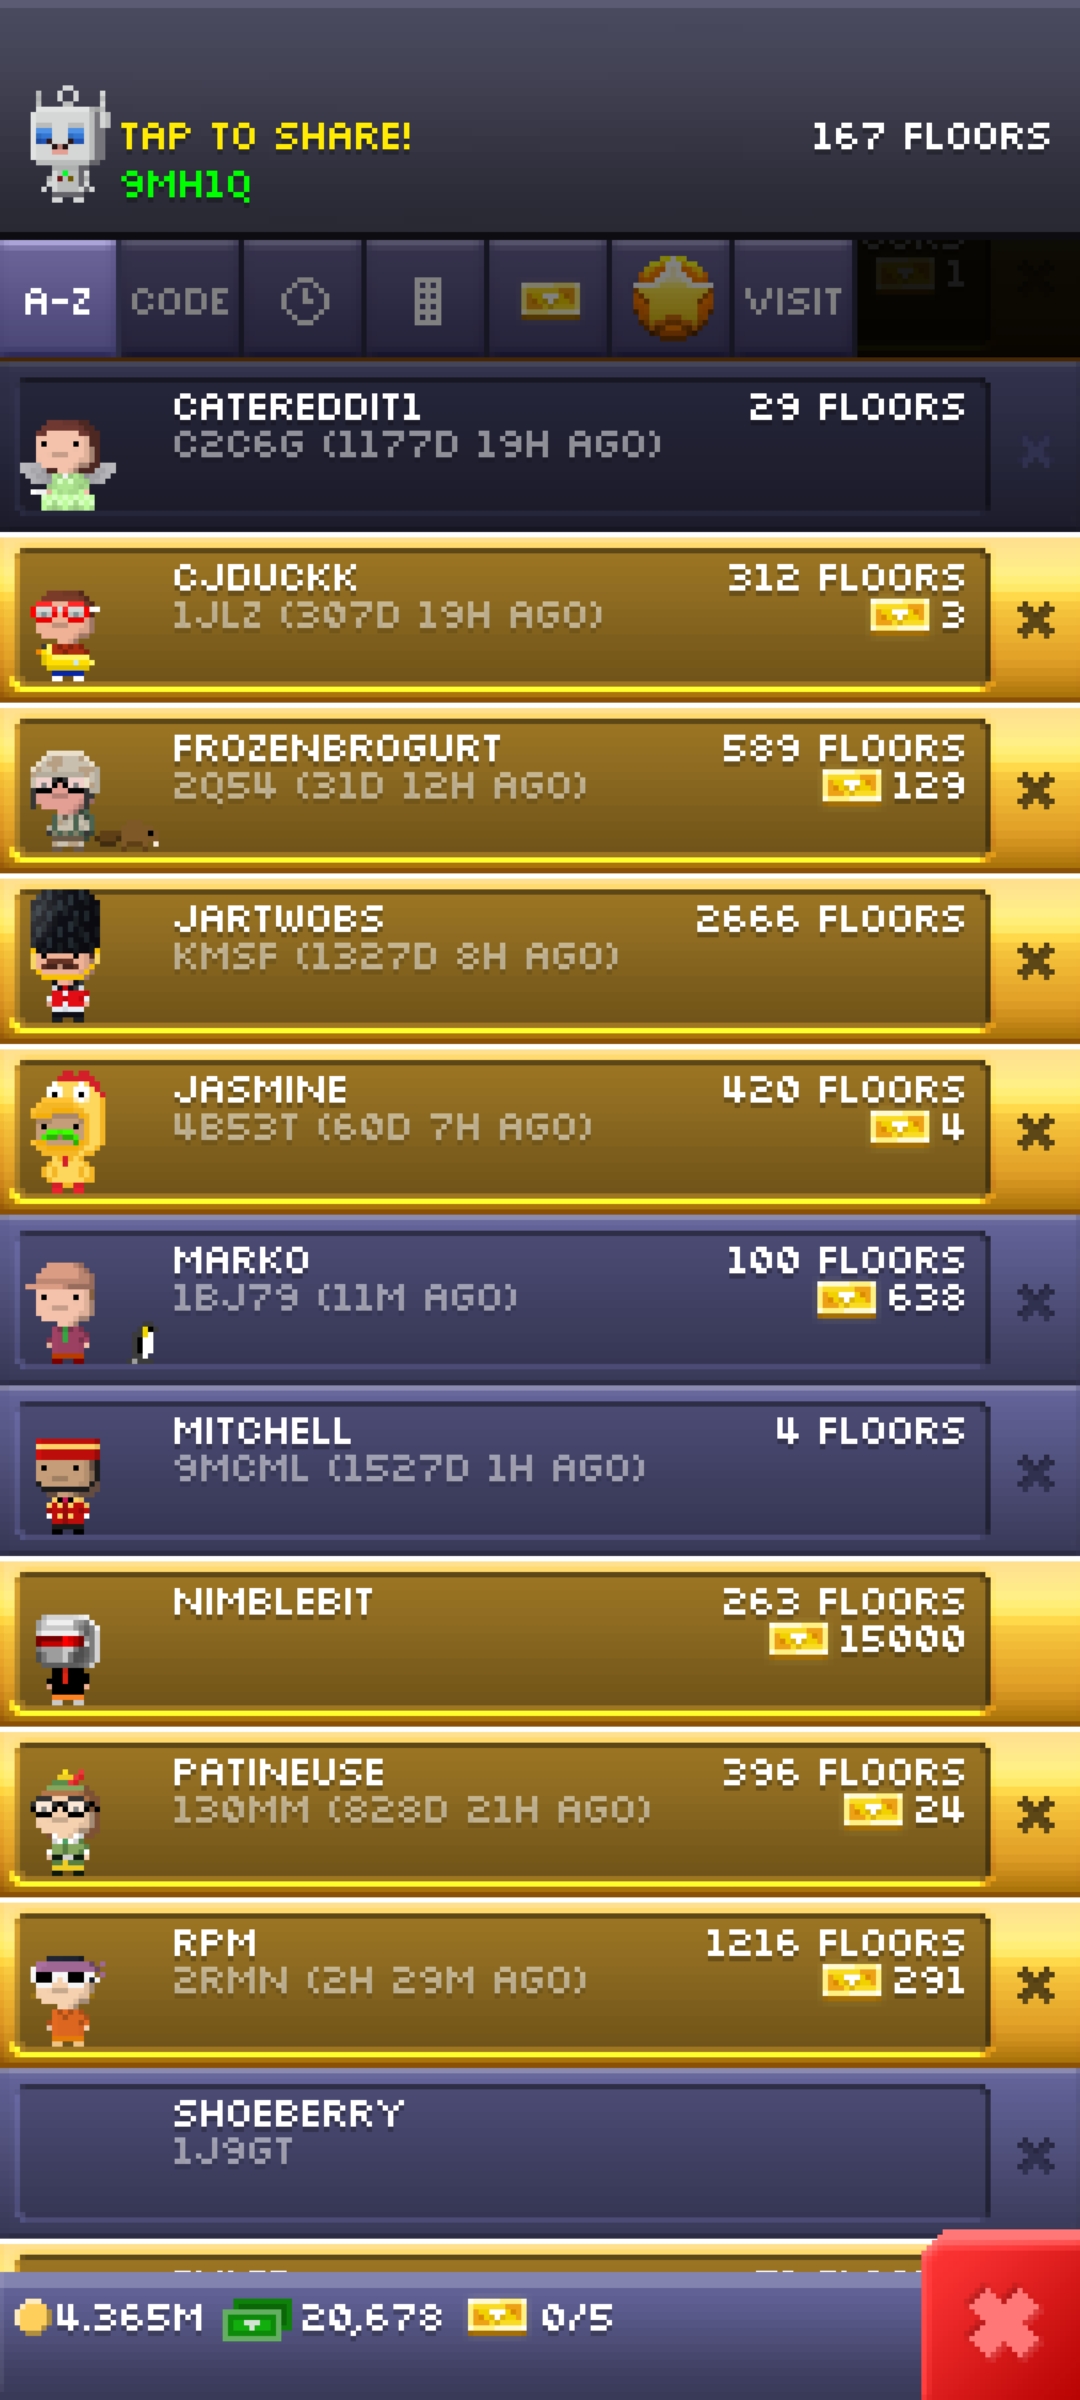 TAP TO SHARE!
167 FLOORS
9MH1Q
A-Z CODE VISIT
1
CATEREDDIT1 29 FLOORS
C2C6G (1177D 19H AGO)
CJDUCKK 312 FLOORS
1JLZ (307D 19H AGO) 3
FROZENBROGURT 589 FLOORS
2Q54 (31D 12H AGO) 129
JARTWOBS 2666 FLOORS
KMSF (1327D 8H AGO)
JASMINE 420 FLOORS
4B53T (60D 7H AGO) 4
MARKO 100 FLOORS
1BJ79 (11M AGO) 638
MITCHELL 4 FLOORS
9MCML (1527D 1H AGO)
NIMBLEBIT 263 FLOORS
15000
PATINEUSE 396 FLOORS
130MM (828D 21H AGO) 24
RPM 1216 FLOORS
2RMN (2H 29M AGO) 291
SHOEBERRY
1J9GT
4.365M 20,678 0/5